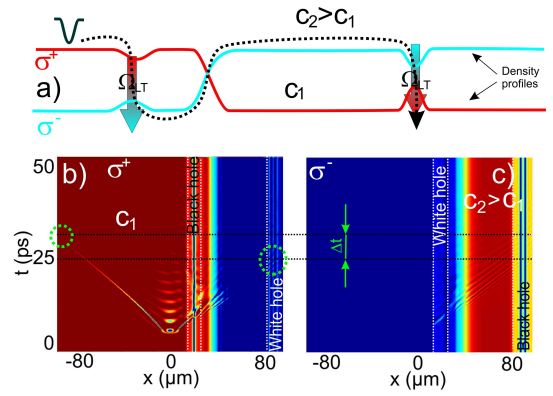 c₂>c₁
σ⁺
Ω_LT
Ω_LT
a)
c₁
Density
profiles
σ⁻
50
b)
σ⁺
Black hole
σ⁻
c)
c₂>c₁
c₁
White hole
t (ps)
25
Δt
White hole
Black hole
0
-80
0
80
-80
0
80
x (μm)
x (μm)